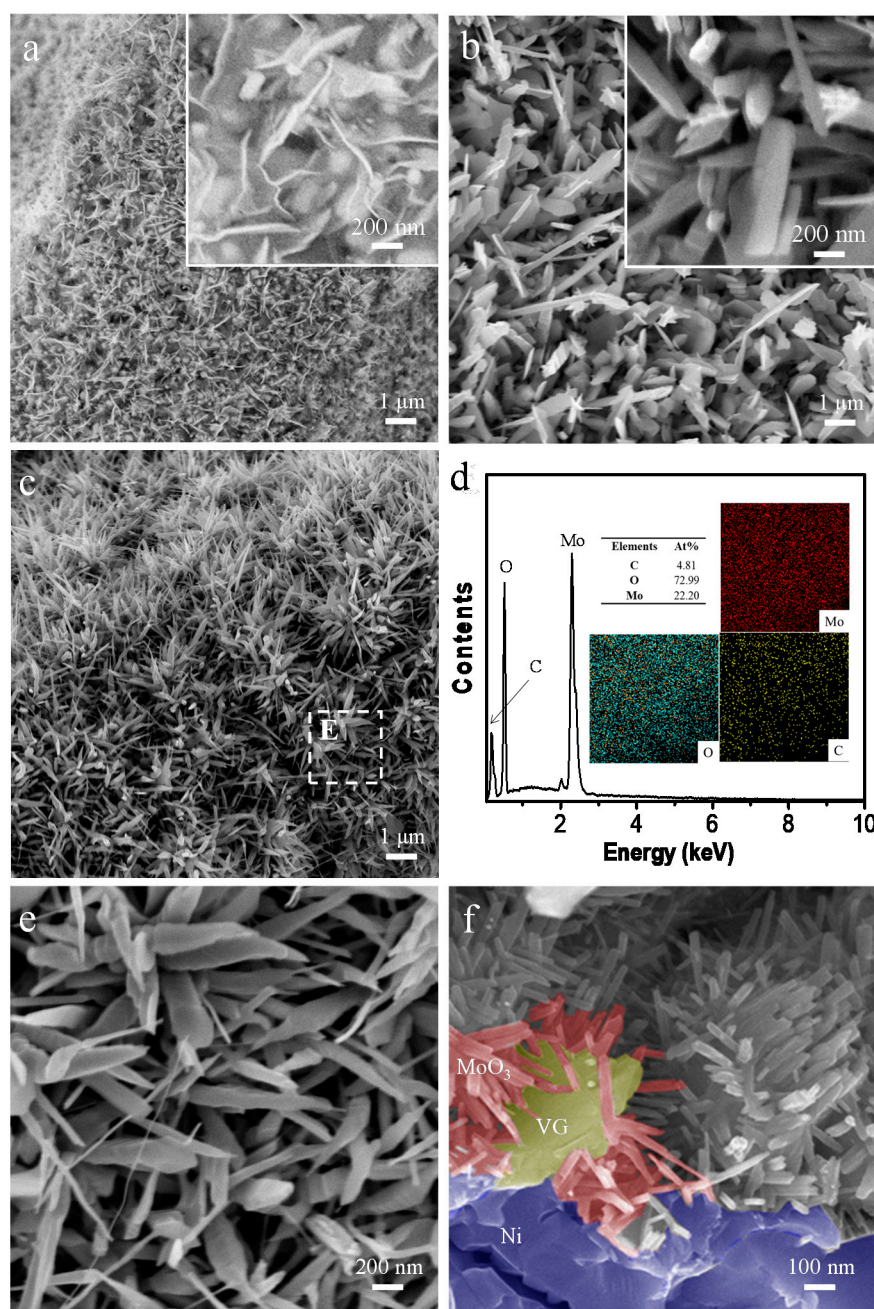 a
200 nm
1 μm
b
200 nm
1 μm
c
E
1 μm
d
Contents
O
Mo
C
Elements At%
C 4.81
O 72.99
Mo 22.20
Mo
O
C
0 2 4 6 8 10
Energy (keV)
e
200 nm
f
MoO₃
VG
Ni
100 nm